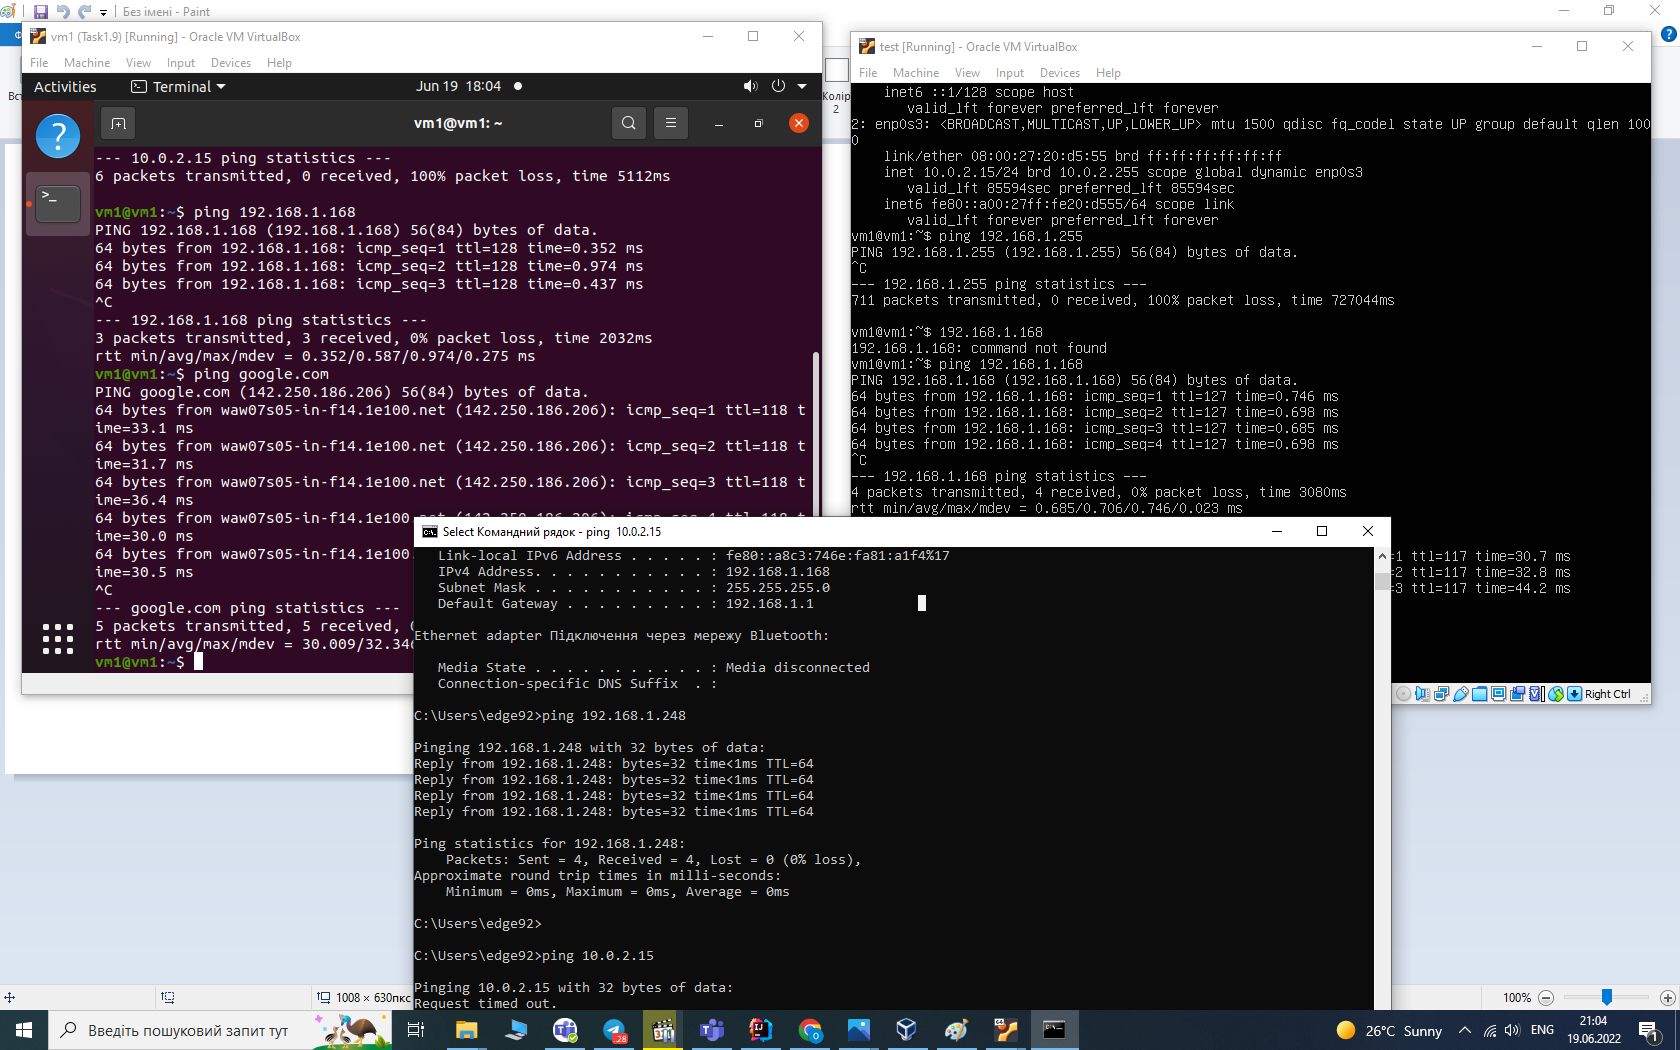 Без імені - Paint
vm1 (Task1.9) [Running] - Oracle VM VirtualBox
File Machine View Input Devices Help
Activities Terminal Jun 19 18:04
vm1@vm1: ~
--- 10.0.2.15 ping statistics ---
6 packets transmitted, 0 received, 100% packet loss, time 5112ms
vm1@vm1:~$ ping 192.168.1.168
PING 192.168.1.168 (192.168.1.168) 56(84) bytes of data.
64 bytes from 192.168.1.168: icmp_seq=1 ttl=128 time=0.352 ms
64 bytes from 192.168.1.168: icmp_seq=2 ttl=128 time=0.974 ms
64 bytes from 192.168.1.168: icmp_seq=3 ttl=128 time=0.437 ms
^C
--- 192.168.1.168 ping statistics ---
3 packets transmitted, 3 received, 0% packet loss, time 2032ms
rtt min/avg/max/mdev = 0.352/0.587/0.974/0.275 ms
vm1@vm1:~$ ping google.com
PING google.com (142.250.186.206) 56(84) bytes of data.
64 bytes from waw07s05-in-f14.1e100.net (142.250.186.206): icmp_seq=1 ttl=118 t
ime=33.1 ms
64 bytes from waw07s05-in-f14.1e100.net (142.250.186.206): icmp_seq=2 ttl=118 t
ime=31.7 ms
64 bytes from waw07s05-in-f14.1e100.net (142.250.186.206): icmp_seq=3 ttl=118 t
ime=36.4 ms
64 bytes from waw07s05-in-f14.1e100
ime=30.0 ms
64 bytes from waw07s05-in-f14.1e100
ime=30.5 ms
^C
--- google.com ping statistics ---
5 packets transmitted, 5 received,
rtt min/avg/max/mdev = 30.009/32.34
vm1@vm1:~$
Колір
2
test [Running] - Oracle VM VirtualBox
File Machine View Input Devices Help
inet6 ::1/128 scope host
valid_lft forever preferred_lft forever
2: enp0s3: <BROADCAST,MULTICAST,UP,LOWER_UP> mtu 1500 qdisc fq_codel state UP group default qlen 100
0
link/ether 08:00:27:20:d5:55 brd ff:ff:ff:ff:ff:ff
inet 10.0.2.15/24 brd 10.0.2.255 scope global dynamic enp0s3
valid_lft 85594sec preferred_lft 85594sec
inet6 fe80::a00:27ff:fe20:d555/64 scope link
valid_lft forever preferred_lft forever
vm1@vm1:~$ ping 192.168.1.255
PING 192.168.1.255 (192.168.1.255) 56(84) bytes of data.
^C
--- 192.168.1.255 ping statistics ---
711 packets transmitted, 0 received, 100% packet loss, time 727044ms
vm1@vm1:~$ 192.168.1.168
192.168.1.168: command not found
vm1@vm1:~$ ping 192.168.1.168
PING 192.168.1.168 (192.168.1.168) 56(84) bytes of data.
64 bytes from 192.168.1.168: icmp_seq=1 ttl=127 time=0.746 ms
64 bytes from 192.168.1.168: icmp_seq=2 ttl=127 time=0.698 ms
64 bytes from 192.168.1.168: icmp_seq=3 ttl=127 time=0.685 ms
64 bytes from 192.168.1.168: icmp_seq=4 ttl=127 time=0.698 ms
^C
--- 192.168.1.168 ping statistics ---
4 packets transmitted, 4 received, 0% packet loss, time 3080ms
rtt min/avg/max/mdev = 0.685/0.706/0.746/0.023 ms
=1 ttl=117 time=30.7 ms
=2 ttl=117 time=32.8 ms
=3 ttl=117 time=44.2 ms
Right Ctrl
Select Командний рядок - ping 10.0.2.15
Link-local IPv6 Address . . . . . : fe80::a8c3:746e:fa81:a1f4%17
IPv4 Address. . . . . . . . . . . : 192.168.1.168
Subnet Mask . . . . . . . . . . . : 255.255.255.0
Default Gateway . . . . . . . . . : 192.168.1.1
Ethernet adapter Підключення через мережу Bluetooth:
Media State . . . . . . . . . . . : Media disconnected
Connection-specific DNS Suffix . :
C:\Users\edge92>ping 192.168.1.248
Pinging 192.168.1.248 with 32 bytes of data:
Reply from 192.168.1.248: bytes=32 time<1ms TTL=64
Reply from 192.168.1.248: bytes=32 time<1ms TTL=64
Reply from 192.168.1.248: bytes=32 time<1ms TTL=64
Reply from 192.168.1.248: bytes=32 time<1ms TTL=64
Ping statistics for 192.168.1.248:
Packets: Sent = 4, Received = 4, Lost = 0 (0% loss),
Approximate round trip times in milli-seconds:
Minimum = 0ms, Maximum = 0ms, Average = 0ms
C:\Users\edge92>
C:\Users\edge92>ping 10.0.2.15
Pinging 10.0.2.15 with 32 bytes of data:
Request timed out.
1008 × 630пкс
100%
Введіть пошуковий запит тут
28
26°C Sunny
ENG
21:04
19.06.2022
1